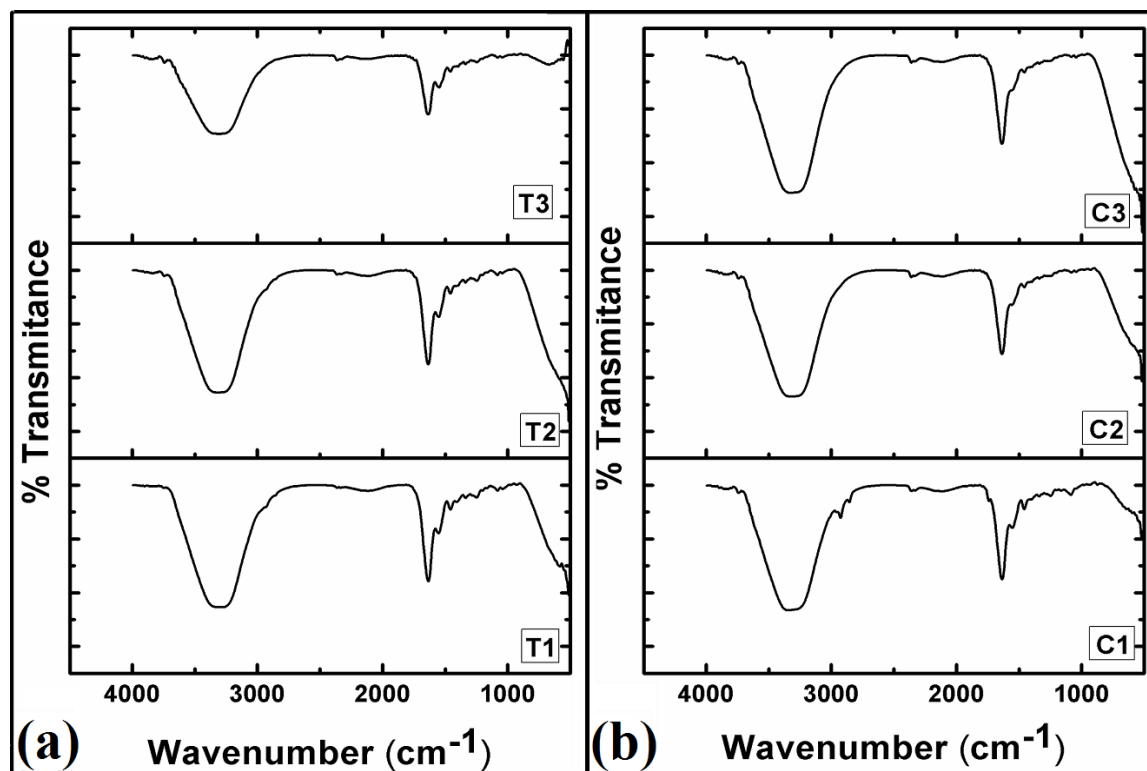 % Transmitance
T3
T2
T1
4000 3000 2000 1000
(a)
Wavenumber (cm-1)
% Transmitance
C3
C2
C1
4000 3000 2000 1000
(b)
Wavenumber (cm-1)